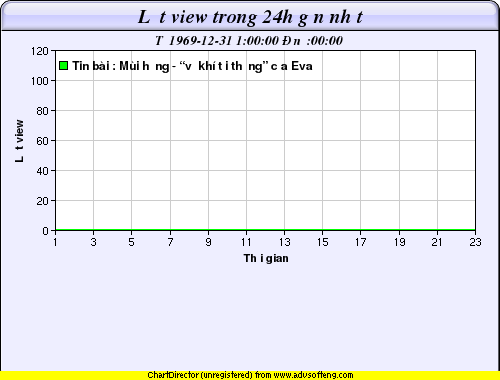 L t view trong 24h g n nh t
T 1969-12-31 1:00:00 Đ n :00:00
Tin bài : Mùi h ng - “v khí t i th ng” c a Eva
L t view
120
100
80
60
40
20
0
1 3 5 7 9 11 13 15 17 19 21 23
Th i gian
ChartDirector (unregistered) from www.advsofteng.com